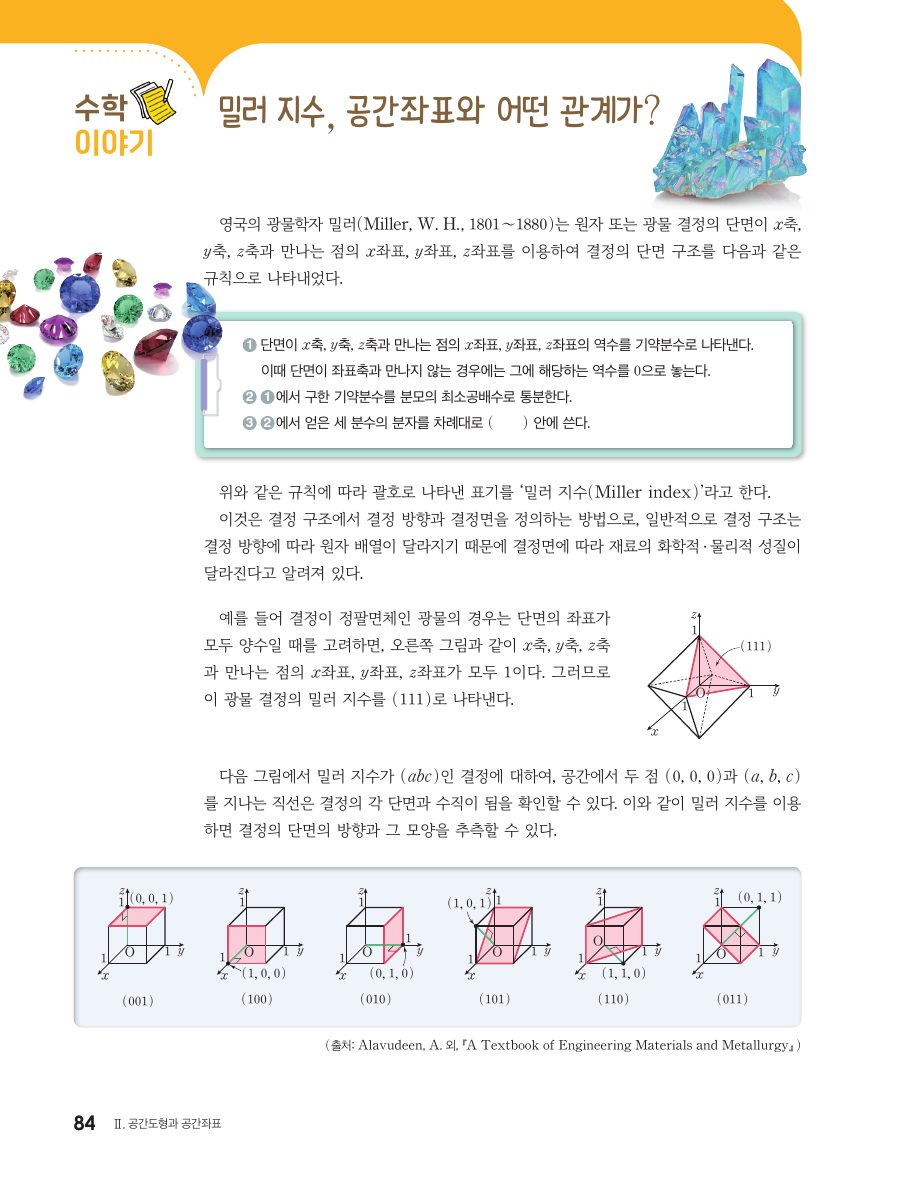 수학
이야기
밀러 지수, 공간좌표와 어떤 관계가?
영국의 광물학자 밀러(Miller, W. H., 1801~1880)는 원자 또는 광물 결정의 단면이 x축,
y축, z축과 만나는 점의 x좌표, y좌표, z좌표를 이용하여 결정의 단면 구조를 다음과 같은
규칙으로 나타내었다.
❶ 단면이 x축, y축, z축과 만나는 점의 x좌표, y좌표, z좌표의 역수를 기약분수로 나타낸다.
이때 단면이 좌표축과 만나지 않는 경우에는 그에 해당하는 역수를 0으로 놓는다.
❷ ❶에서 구한 기약분수를 분모의 최소공배수로 통분한다.
❸ ❷에서 얻은 세 분수의 분자를 차례대로 ( ) 안에 쓴다.
위와 같은 규칙에 따라 괄호로 나타낸 표기를 ‘밀러 지수(Miller index)’라고 한다.
이것은 결정 구조에서 결정 방향과 결정면을 정의하는 방법으로, 일반적으로 결정 구조는
결정 방향에 따라 원자 배열이 달라지기 때문에 결정면에 따라 재료의 화학적·물리적 성질이
달라진다고 알려져 있다.
예를 들어 결정이 정팔면체인 광물의 경우는 단면의 좌표가
모두 양수일 때를 고려하면, 오른쪽 그림과 같이 x축, y축, z축
과 만나는 점의 x좌표, y좌표, z좌표가 모두 1이다. 그러므로
이 광물 결정의 밀러 지수를 (111)로 나타낸다.
z
1
(111)
O
1
y
1
x
다음 그림에서 밀러 지수가 (abc)인 결정에 대하여, 공간에서 두 점 (0, 0, 0)과 (a, b, c)
를 지나는 직선은 결정의 각 단면과 수직이 됨을 확인할 수 있다. 이와 같이 밀러 지수를 이용
하면 결정의 단면의 방향과 그 모양을 추측할 수 있다.
z
1 (0, 0, 1)
O
1 y
1
x
(001)
z
1
O
1 y
1
x (1, 0, 0)
(100)
z
1
O
1
y
1
x (0, 1, 0)
(010)
z
(1, 0, 1) 1
O
1 y
1
x
(101)
z
1
O
1 y
1
x (1, 1, 0)
(110)
z
1 (0, 1, 1)
O
1 y
1
x
(011)
(출처: Alavudeen, A. 외, 『A Textbook of Engineering Materials and Metallurgy』)
84 Ⅱ. 공간도형과 공간좌표